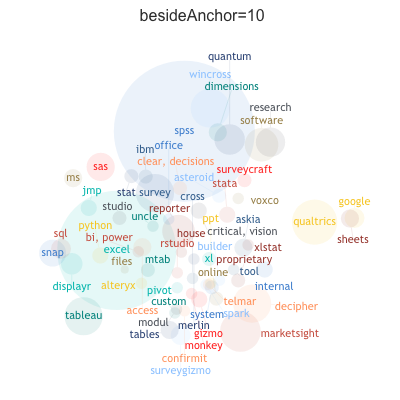 besideAnchor=10
quantum
wincross
dimensions
research
software
spss
ibm
office
clear, decisions
sas
surveycraft
ms
asteroid
stata
jmp
stat
survey
cross
voxco
google
studio
uncle
reporter
ppt
askia
qualtrics
python
sql
bi, power
house
critical, vision
sheets
snap
excel
rstudio
builder
xlstat
files
mtab
xl
proprietary
online
tool
displayr
alteryx
pivot
internal
custom
telmar
access
decipher
tableau
modul
system
spark
tables
merlin
gizmo
marketsight
monkey
confirmit
surveygizmo